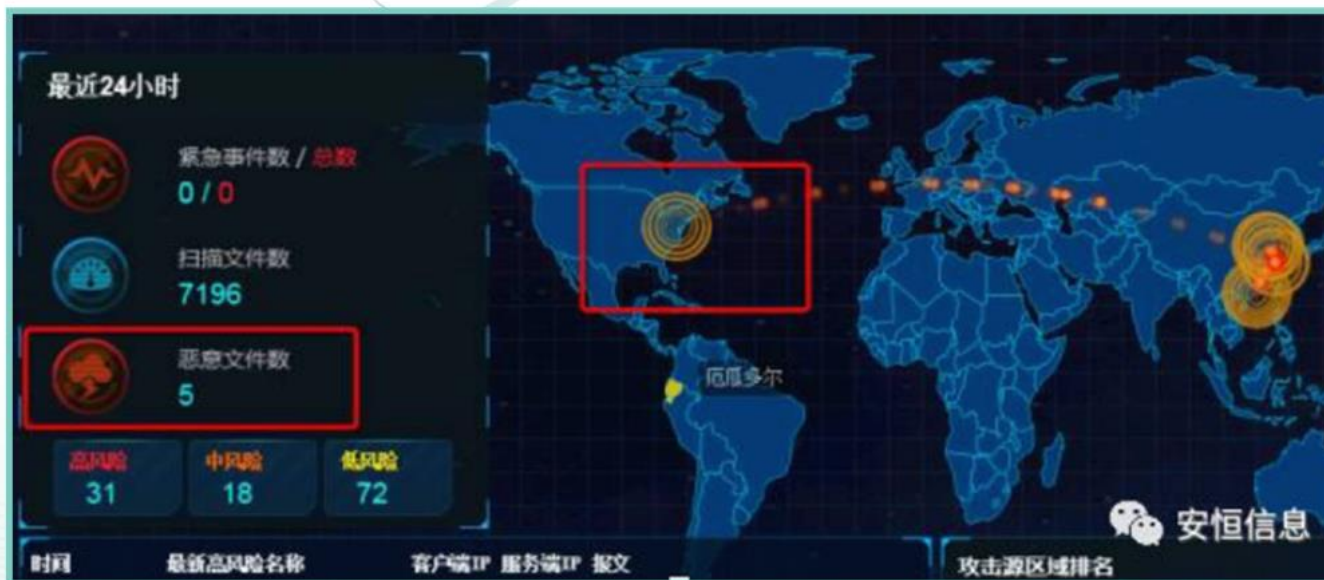 最近24小时
紧急事件数 / 总数
0 / 0
扫描文件数
7196
恶意文件数
5
高风险 中风险 低风险
31 18 72
厄瓜多尔
安恒信息
时间 最新高风险名称 客户端IP 服务端IP 报文
攻击源区域排名